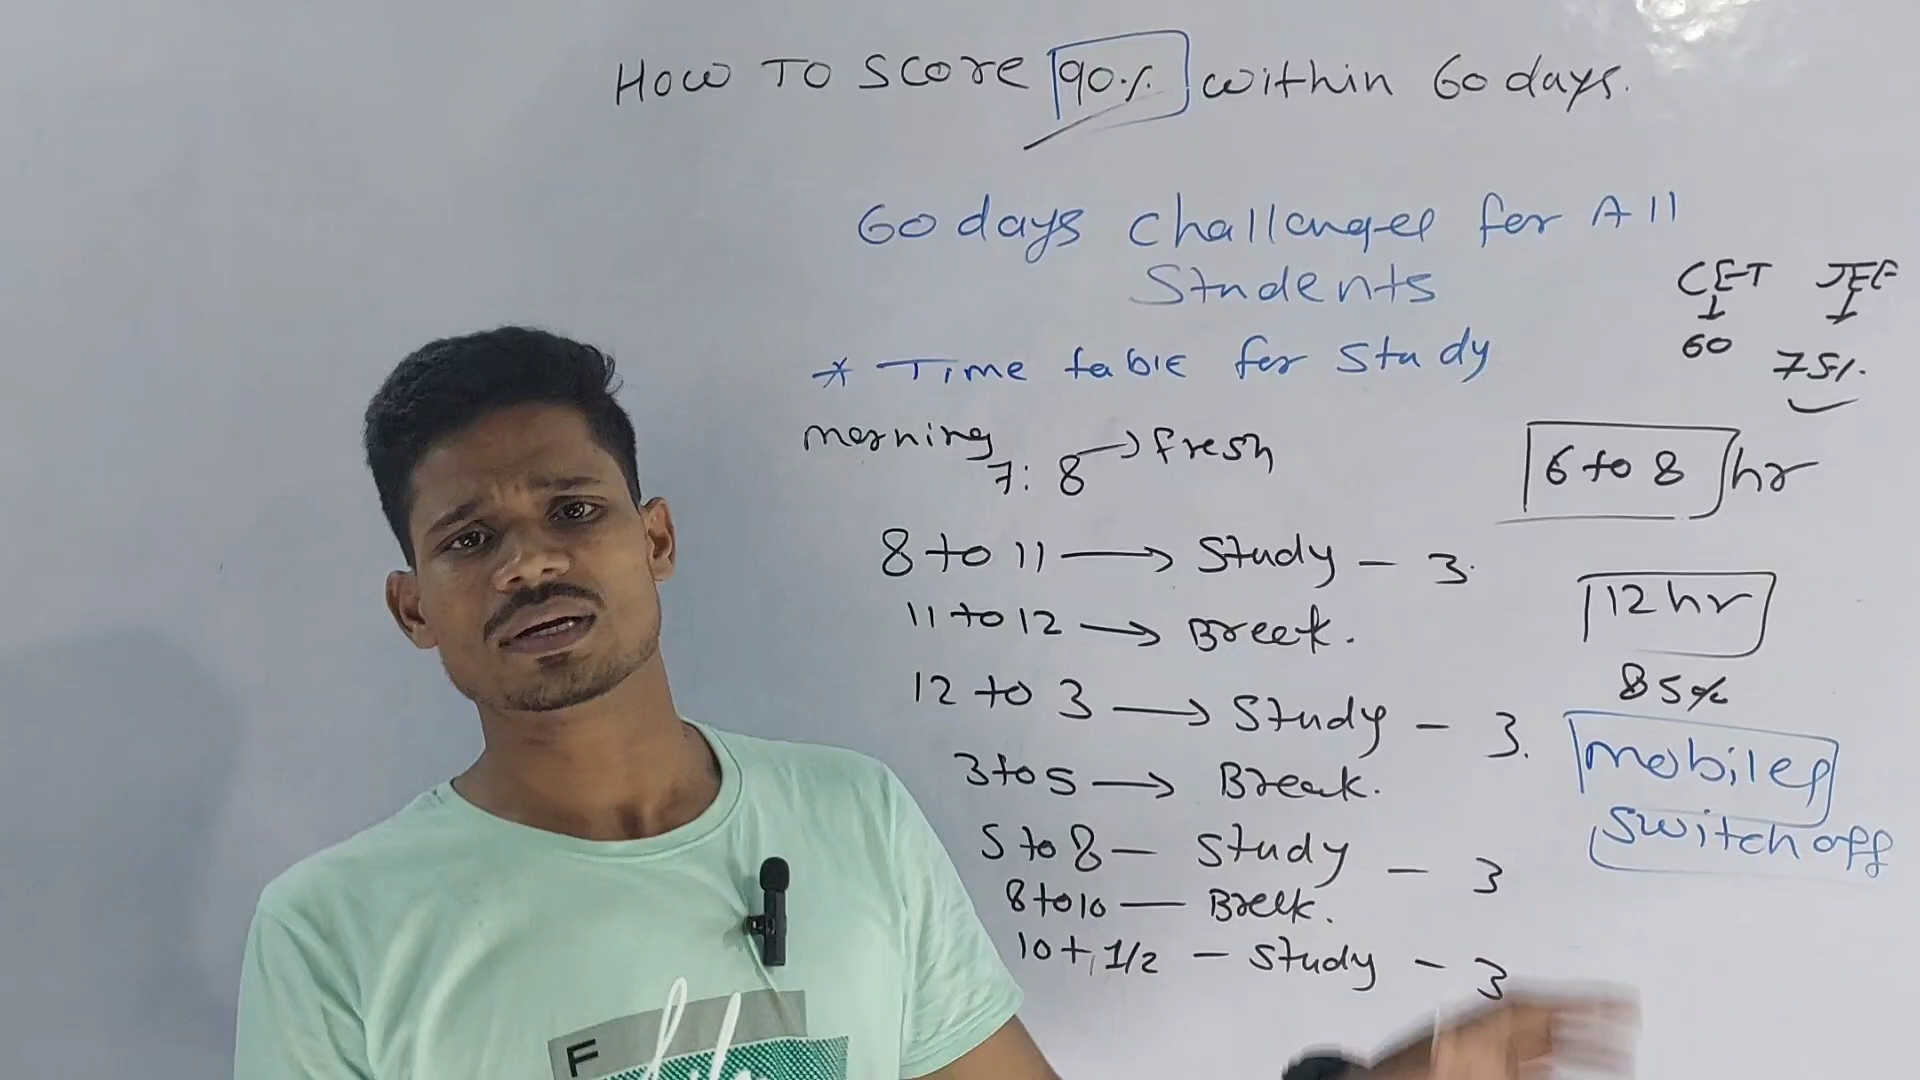 How To score 90% within 60 days.
60 days challanges for All
Students
CET JEE
60 75%
* Time table for Study
morning
7:8 → fresh
6 to 8 hr
8 to 11 → Study - 3.
11 to 12 → Breek.
12 hr
12 to 3 → Study - 3.
85%
3 to 5 → Break.
mobiles
switch off
5 to 8 - Study - 3
8 to 10 - Break.
10 + 1/2 - Study - 3
F